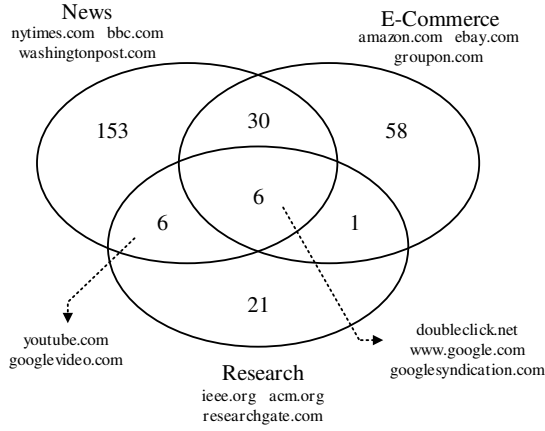 News
nytimes.com bbc.com
washingtonpost.com
E-Commerce
amazon.com ebay.com
groupon.com
153
30
58
6
6
1
21
youtube.com
googlevideo.com
doubleclick.net
www.google.com
googlesyndication.com
Research
ieee.org acm.org
researchgate.com